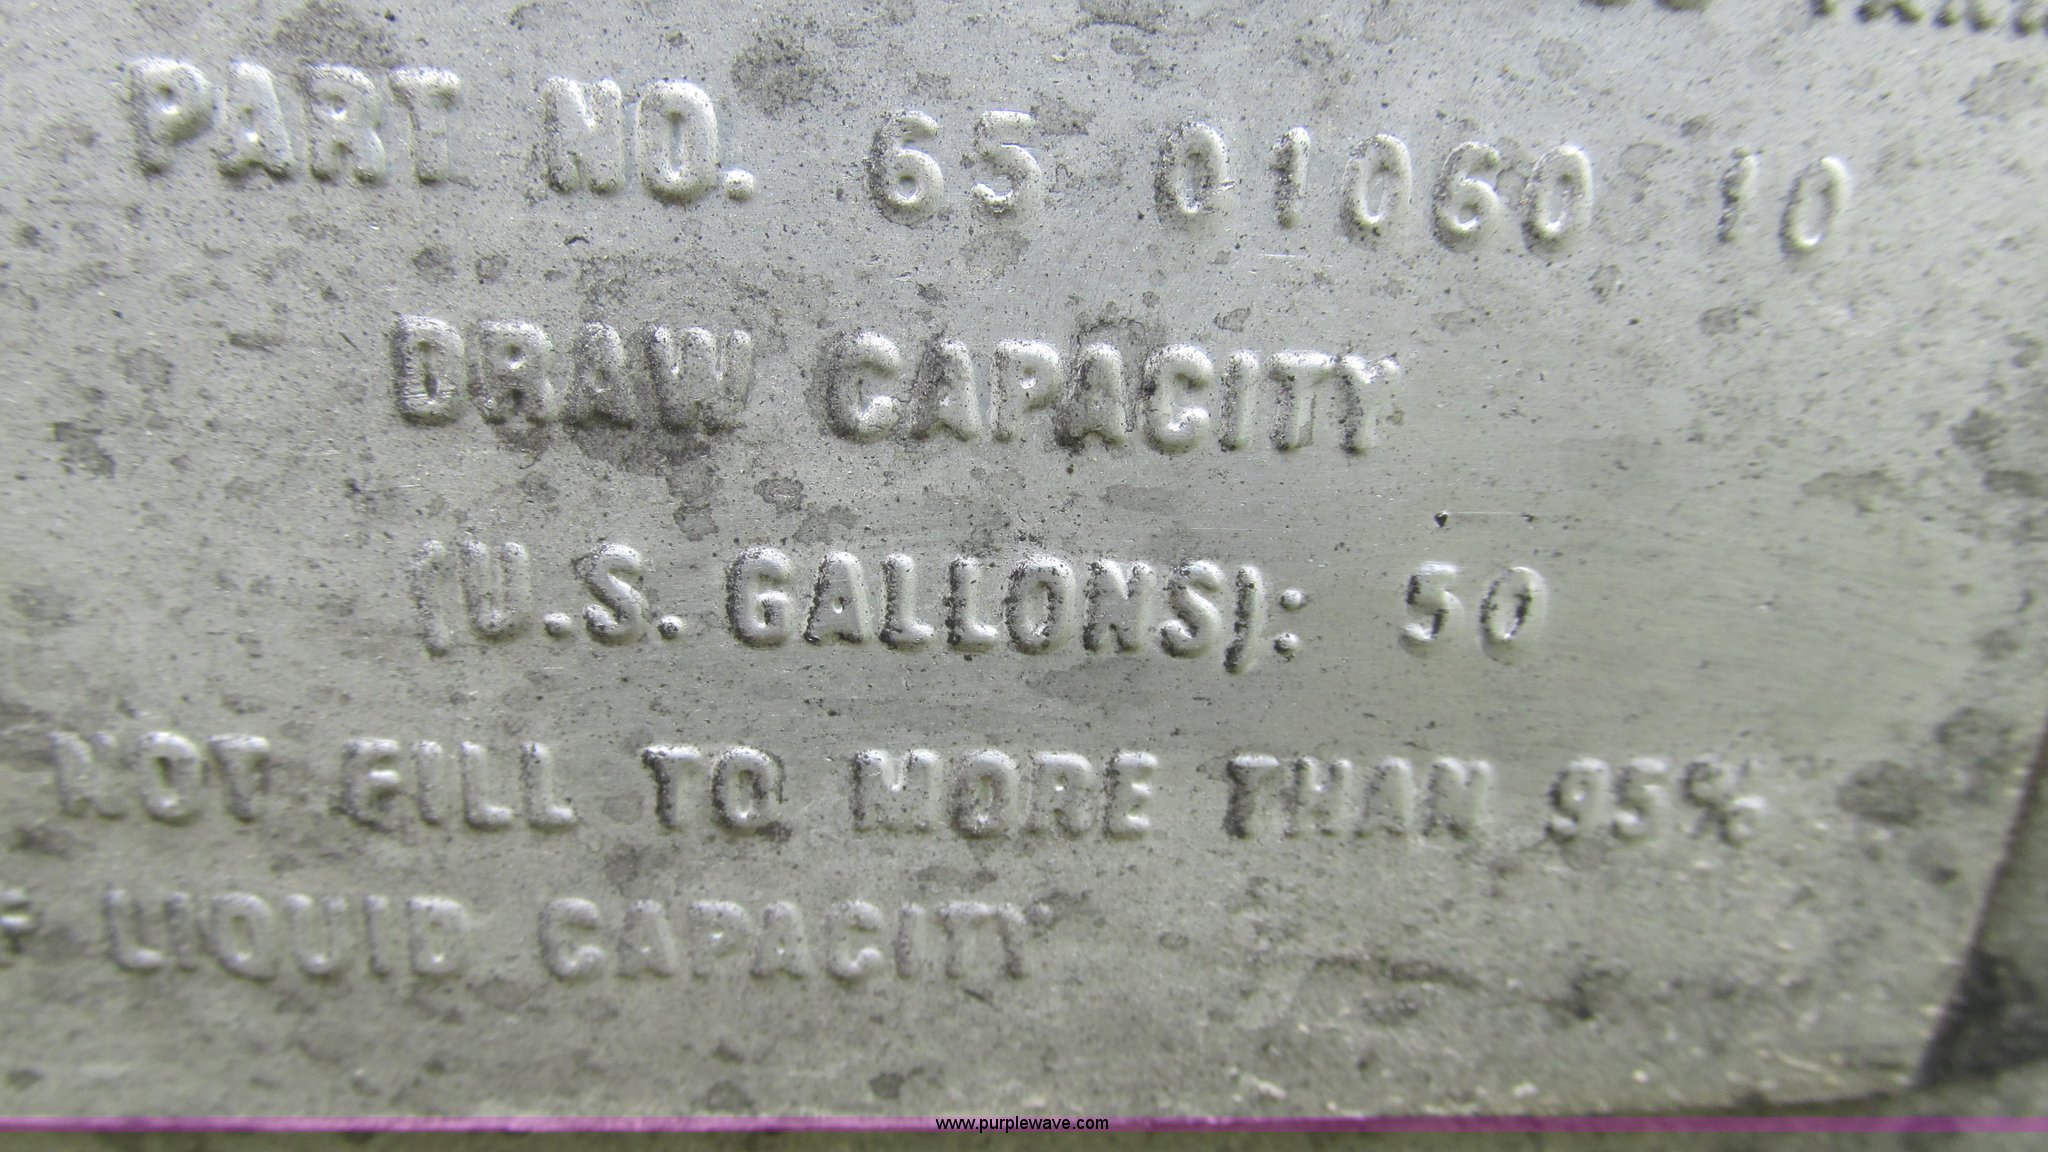 PART NO. 65 01060 10
DRAW CAPACITY
(U.S. GALLONS): 50
NOT FILL TO MORE THAN 95%
LIQUID CAPACITY
www.purplewave.com